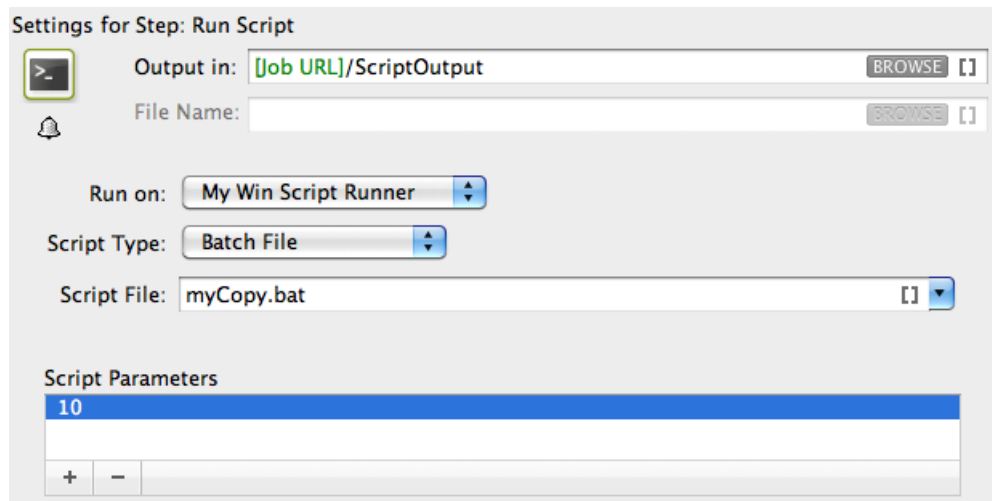 Settings for Step: Run Script
>_
Output in: [Job URL]/ScriptOutput BROWSE []
File Name: BROWSE []
Run on: My Win Script Runner
Script Type: Batch File
Script File: myCopy.bat []
Script Parameters
10
+ −